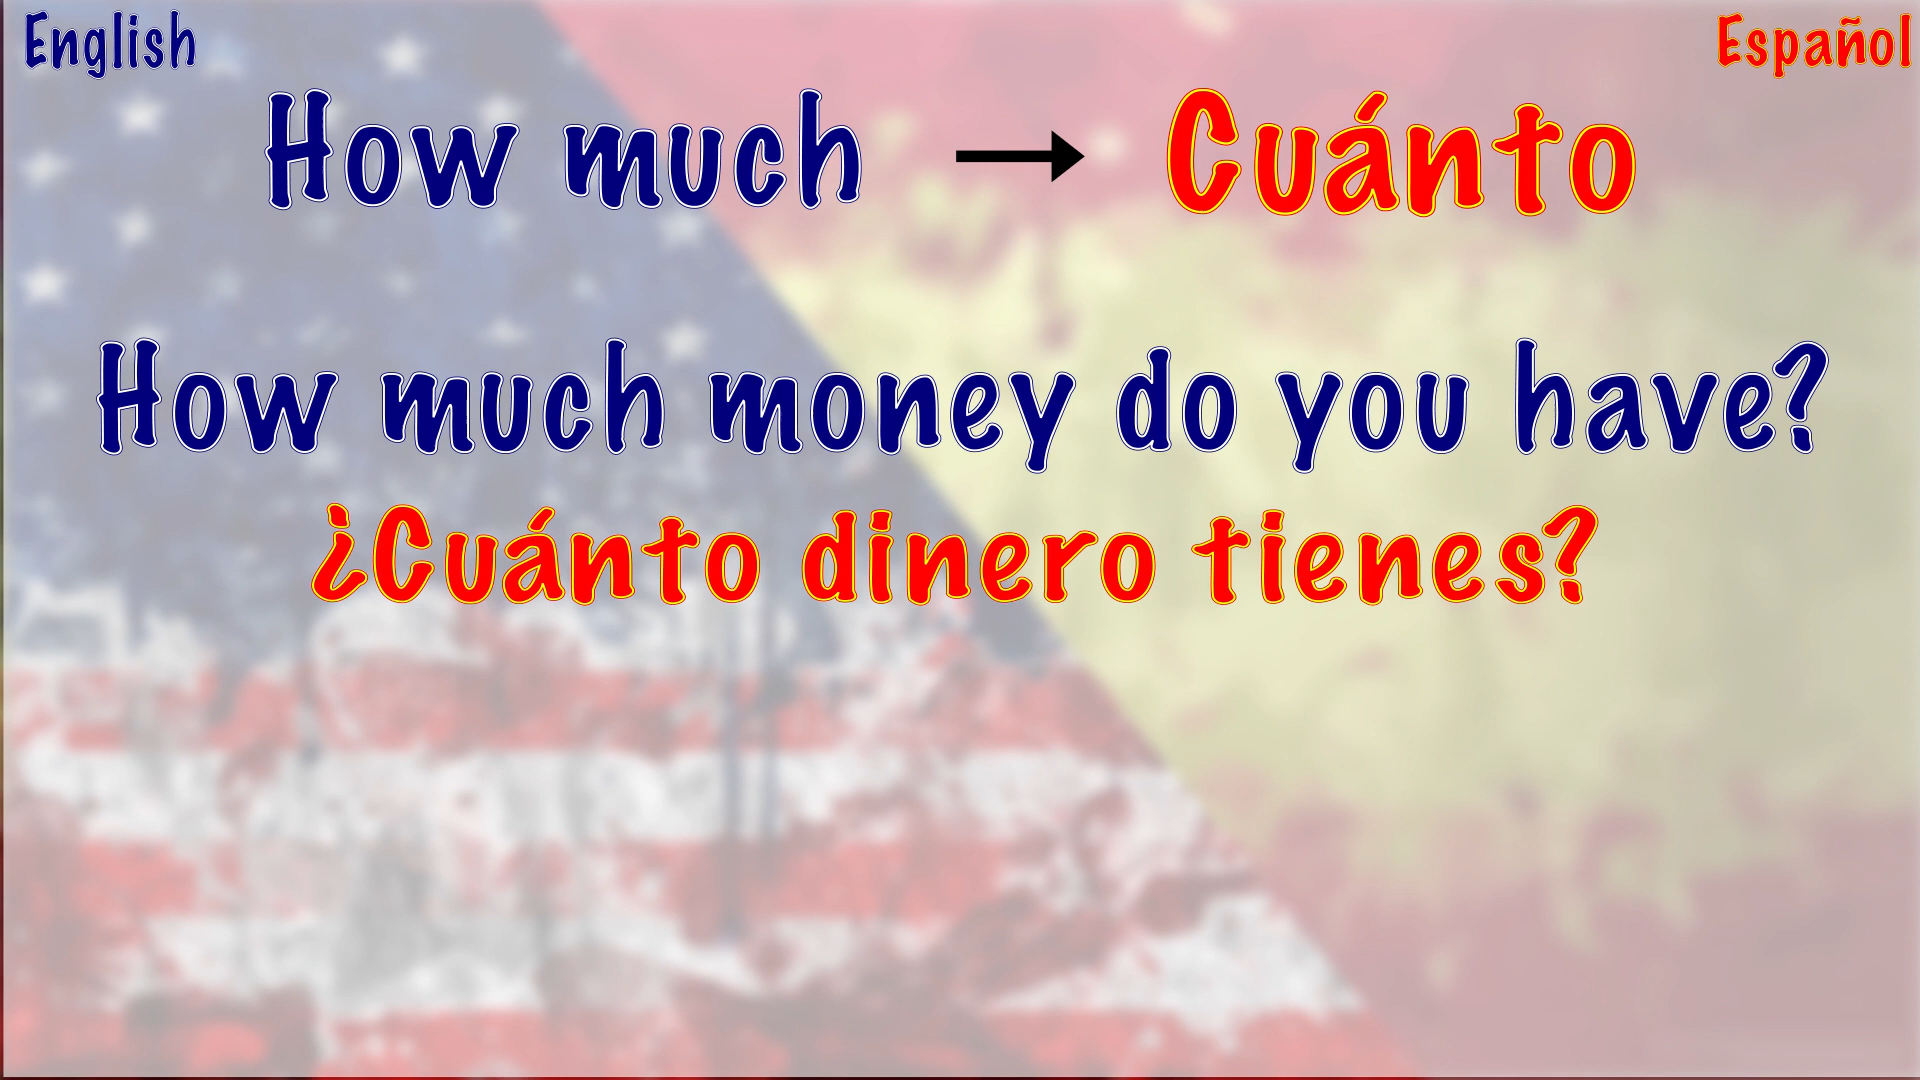 English Español
How much → Cuánto
How much money do you have?
¿Cuánto dinero tienes?